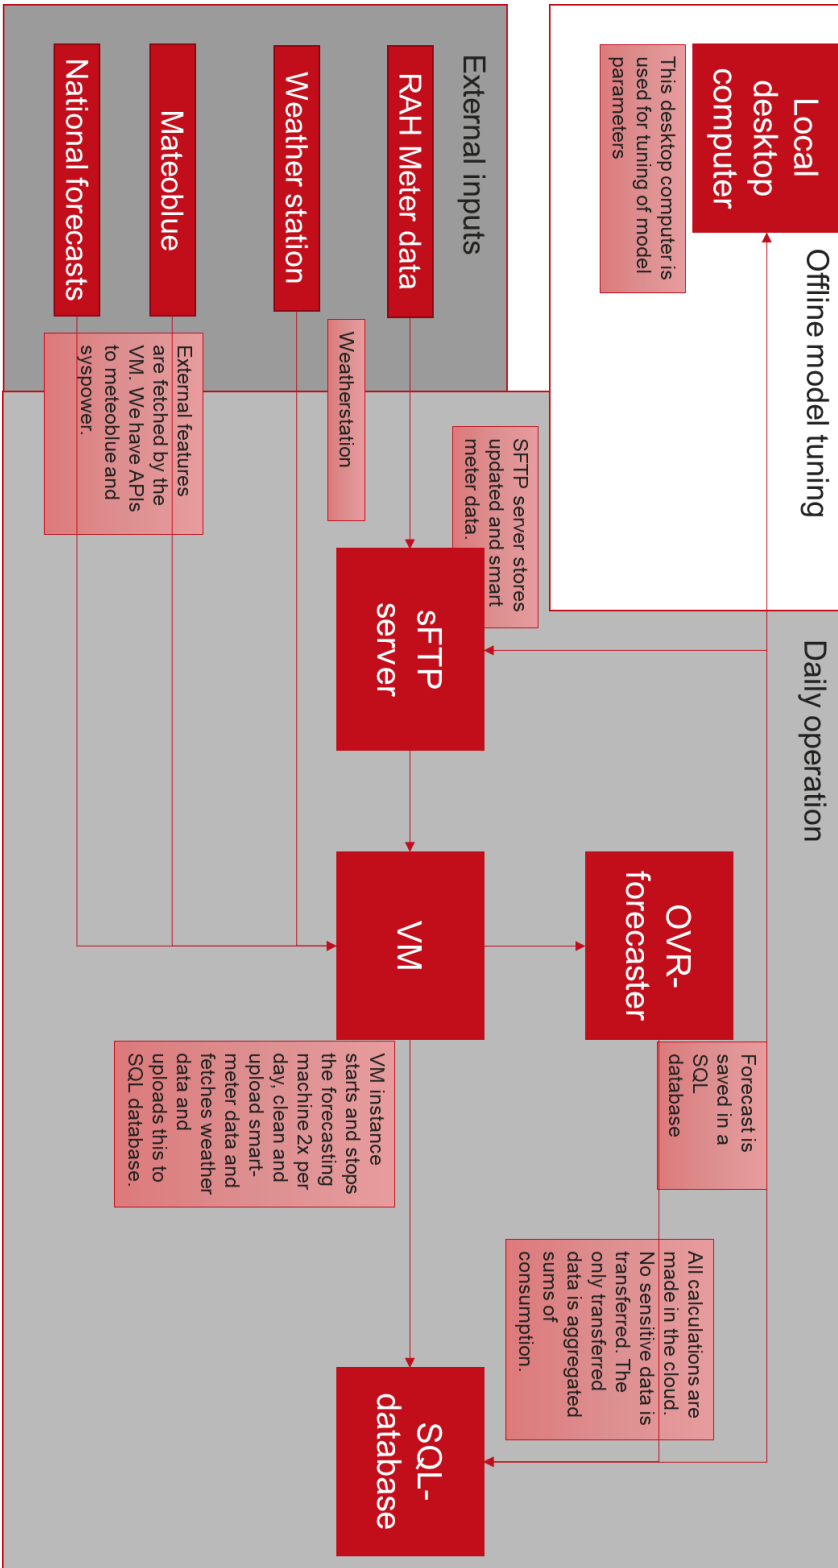 Offline model tuning
Local
desktop
computer
This desktop computer is
used for tuning of model
parameters
Daily operation
External inputs
RAH Meter data
Weather station
Mateoblue
National forecasts
Weatherstation
External features
are fetched by the
VM. We have APIs
to meteoblue and
syspower.
SFTP server stores
updated and smart
meter data.
sFTP
server
VM
OVR-
forecaster
Forecast is
saved in a
SQL
database
VM instance
starts and stops
the forecasting
machine 2x per
day, clean and
upload smart-
meter data and
fetches weather
data and
uploads this to
SQL database.
All calculations are
made in the cloud.
No sensitive data is
transferred. The
only transferred
data is aggregated
sums of
consumption.
SQL-
database